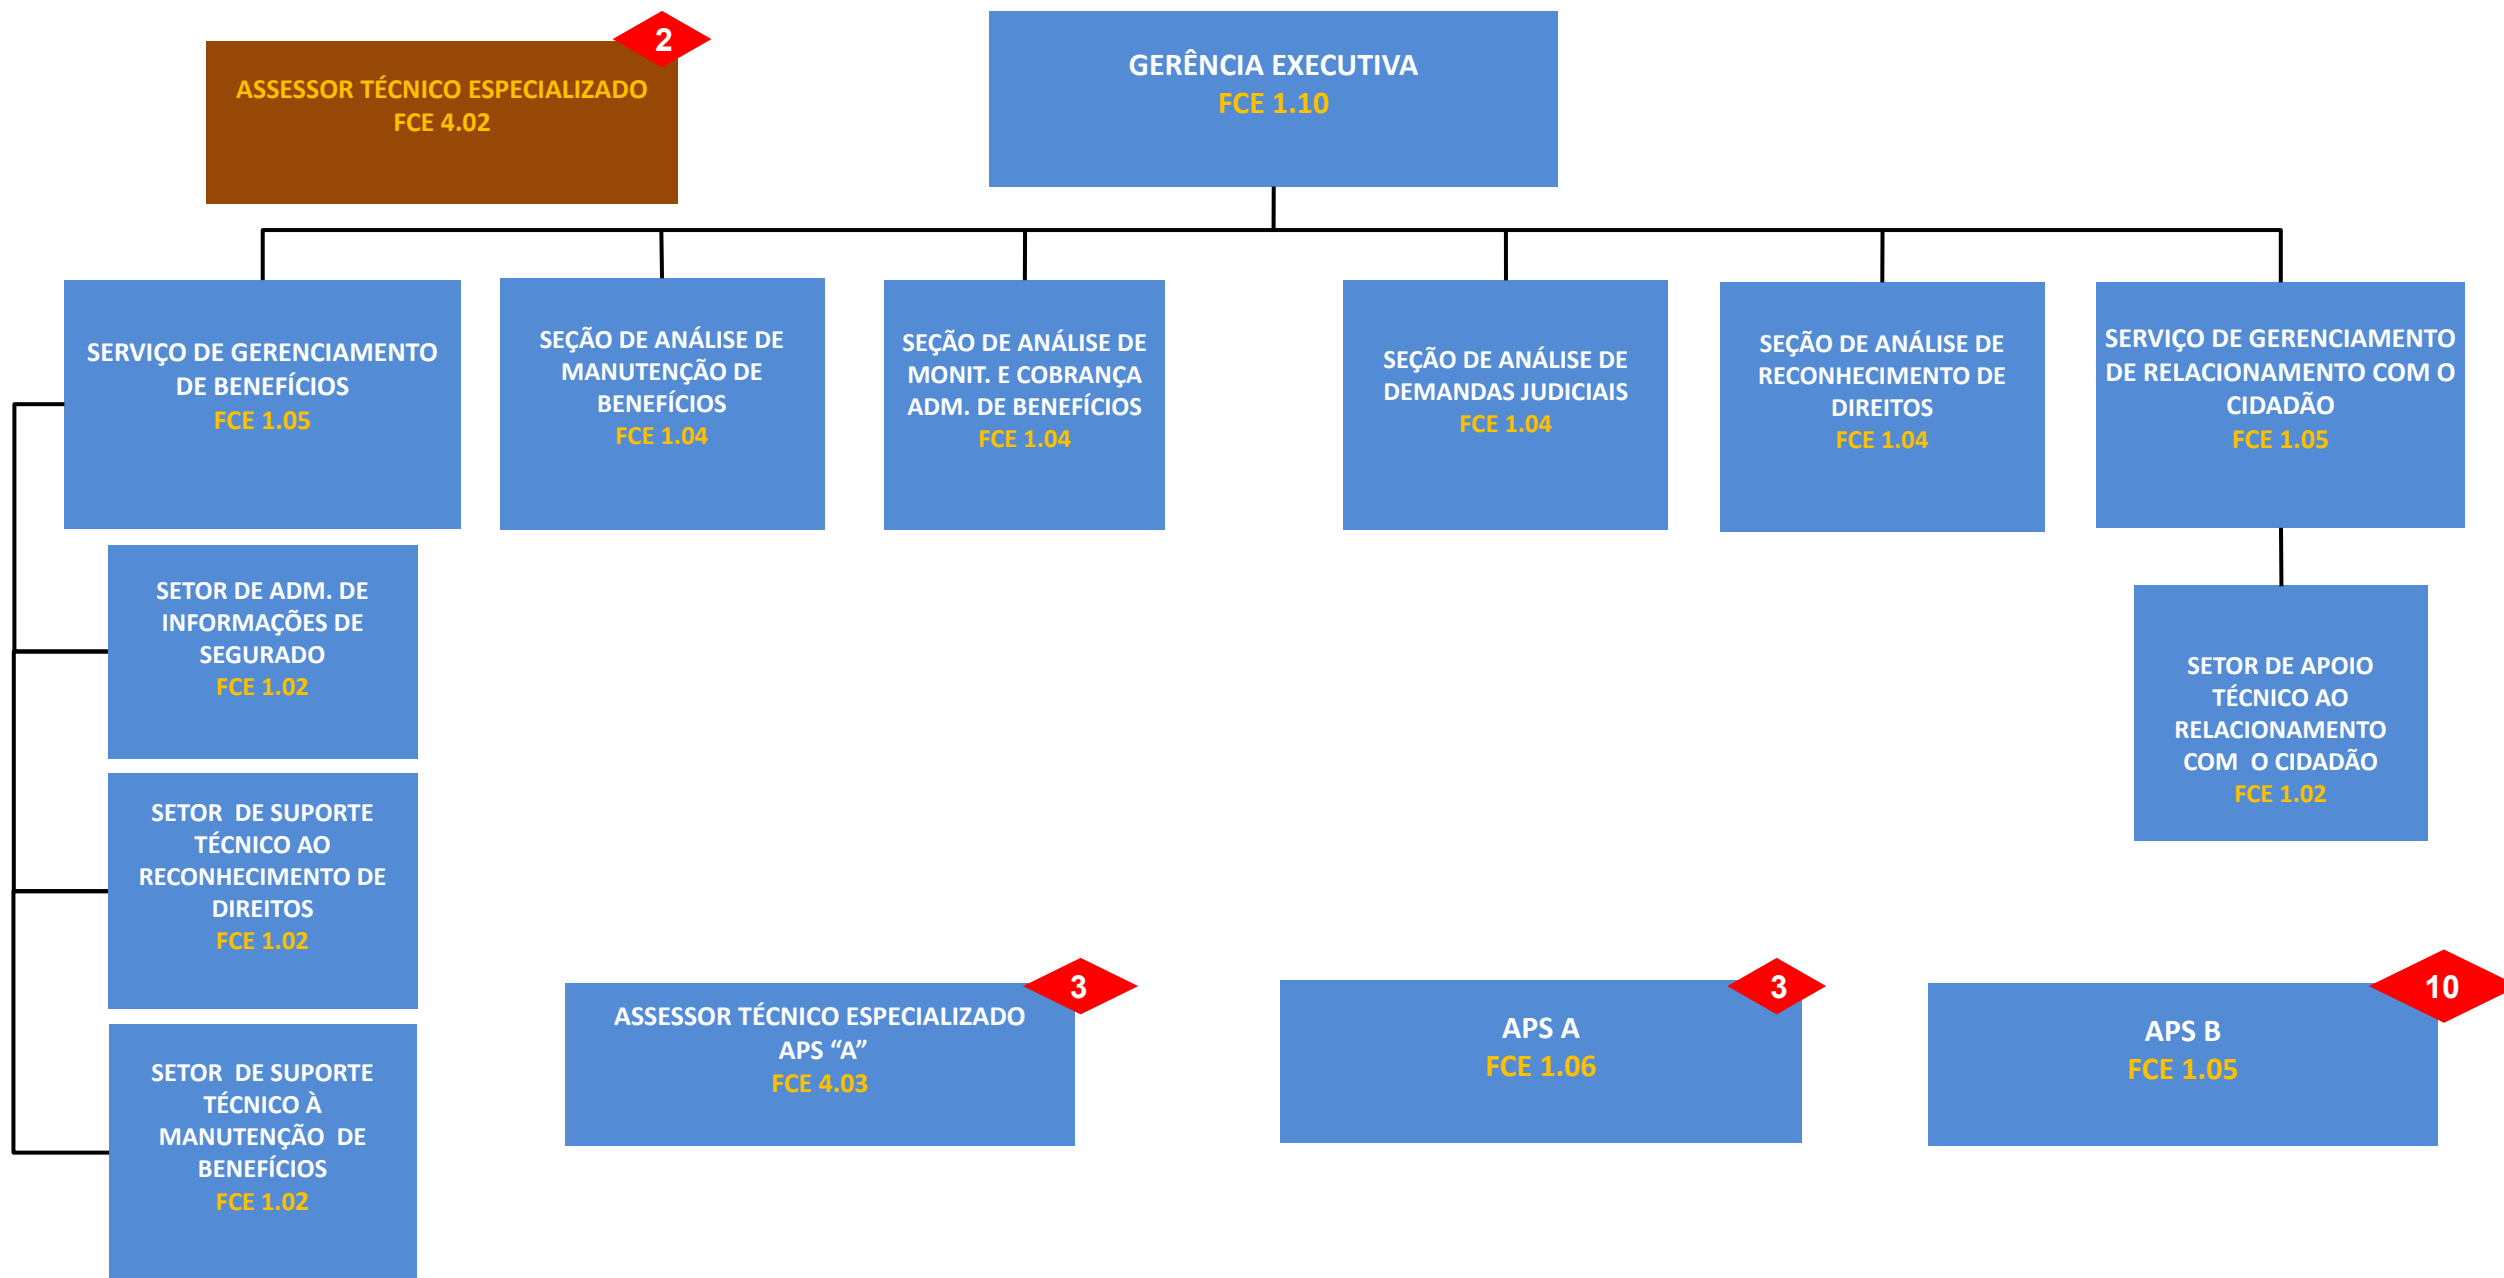 2
ASSESSOR TÉCNICO ESPECIALIZADO
FCE 4.02
GERÊNCIA EXECUTIVA
FCE 1.10
SERVIÇO DE GERENCIAMENTO
DE BENEFÍCIOS
FCE 1.05
SEÇÃO DE ANÁLISE DE
MANUTENÇÃO DE
BENEFÍCIOS
FCE 1.04
SEÇÃO DE ANÁLISE DE
MONIT. E COBRANÇA
ADM. DE BENEFÍCIOS
FCE 1.04
SEÇÃO DE ANÁLISE DE
DEMANDAS JUDICIAIS
FCE 1.04
SEÇÃO DE ANÁLISE DE
RECONHECIMENTO DE
DIREITOS
FCE 1.04
SERVIÇO DE GERENCIAMENTO
DE RELACIONAMENTO COM O
CIDADÃO
FCE 1.05
SETOR DE ADM. DE
INFORMAÇÕES DE
SEGURADO
FCE 1.02
SETOR DE APOIO
TÉCNICO AO
RELACIONAMENTO
COM  O CIDADÃO
FCE 1.02
SETOR  DE SUPORTE
TÉCNICO AO
RECONHECIMENTO DE
DIREITOS
FCE 1.02
SETOR  DE SUPORTE
TÉCNICO À
MANUTENÇÃO  DE
BENEFÍCIOS
FCE 1.02
3
ASSESSOR TÉCNICO ESPECIALIZADO
APS “A”
FCE 4.03
3
APS A
FCE 1.06
10
APS B
FCE 1.05